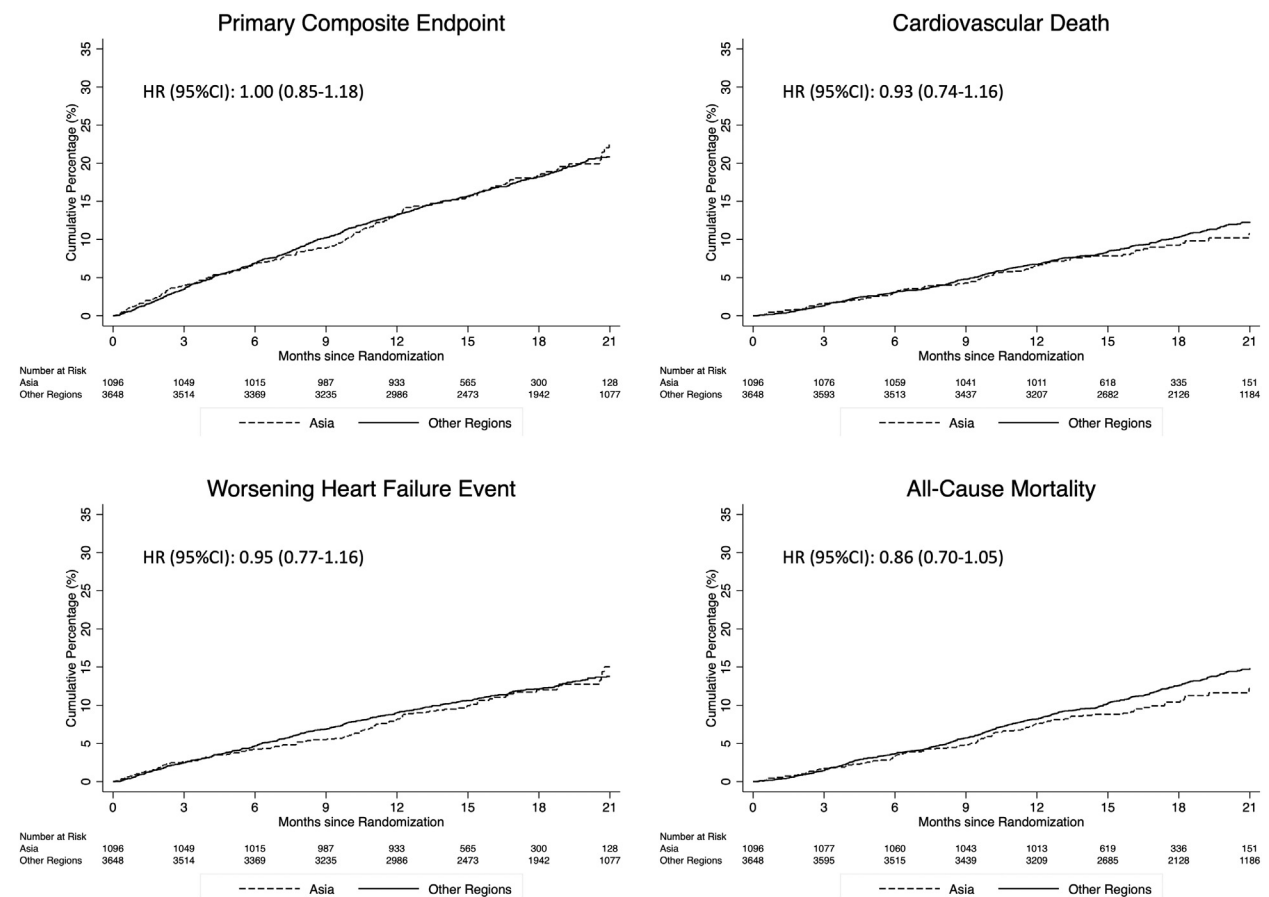 Primary Composite Endpoint
Cumulative Percentage (%)
35
30
25
20
15
10
5
0
HR (95%CI): 1.00 (0.85-1.18)
0 3 6 9 12 15 18 21
Months since Randomization
Number at Risk
Asia 1096 1049 1015 987 933 565 300 128
Other Regions 3648 3514 3369 3235 2986 2473 1942 1077
Asia Other Regions
Cardiovascular Death
Cumulative Percentage (%)
35
30
25
20
15
10
5
0
HR (95%CI): 0.93 (0.74-1.16)
0 3 6 9 12 15 18 21
Months since Randomization
Number at Risk
Asia 1096 1076 1059 1041 1011 618 335 151
Other Regions 3648 3593 3513 3437 3207 2682 2126 1184
Asia Other Regions
Worsening Heart Failure Event
Cumulative Percentage (%)
35
30
25
20
15
10
5
0
HR (95%CI): 0.95 (0.77-1.16)
0 3 6 9 12 15 18 21
Months since Randomization
Number at Risk
Asia 1096 1049 1015 987 933 565 300 128
Other Regions 3648 3514 3369 3235 2986 2473 1942 1077
Asia Other Regions
All-Cause Mortality
Cumulative Percentage (%)
35
30
25
20
15
10
5
0
HR (95%CI): 0.86 (0.70-1.05)
0 3 6 9 12 15 18 21
Months since Randomization
Number at Risk
Asia 1096 1077 1060 1043 1013 619 336 151
Other Regions 3648 3595 3515 3439 3209 2685 2128 1186
Asia Other Regions